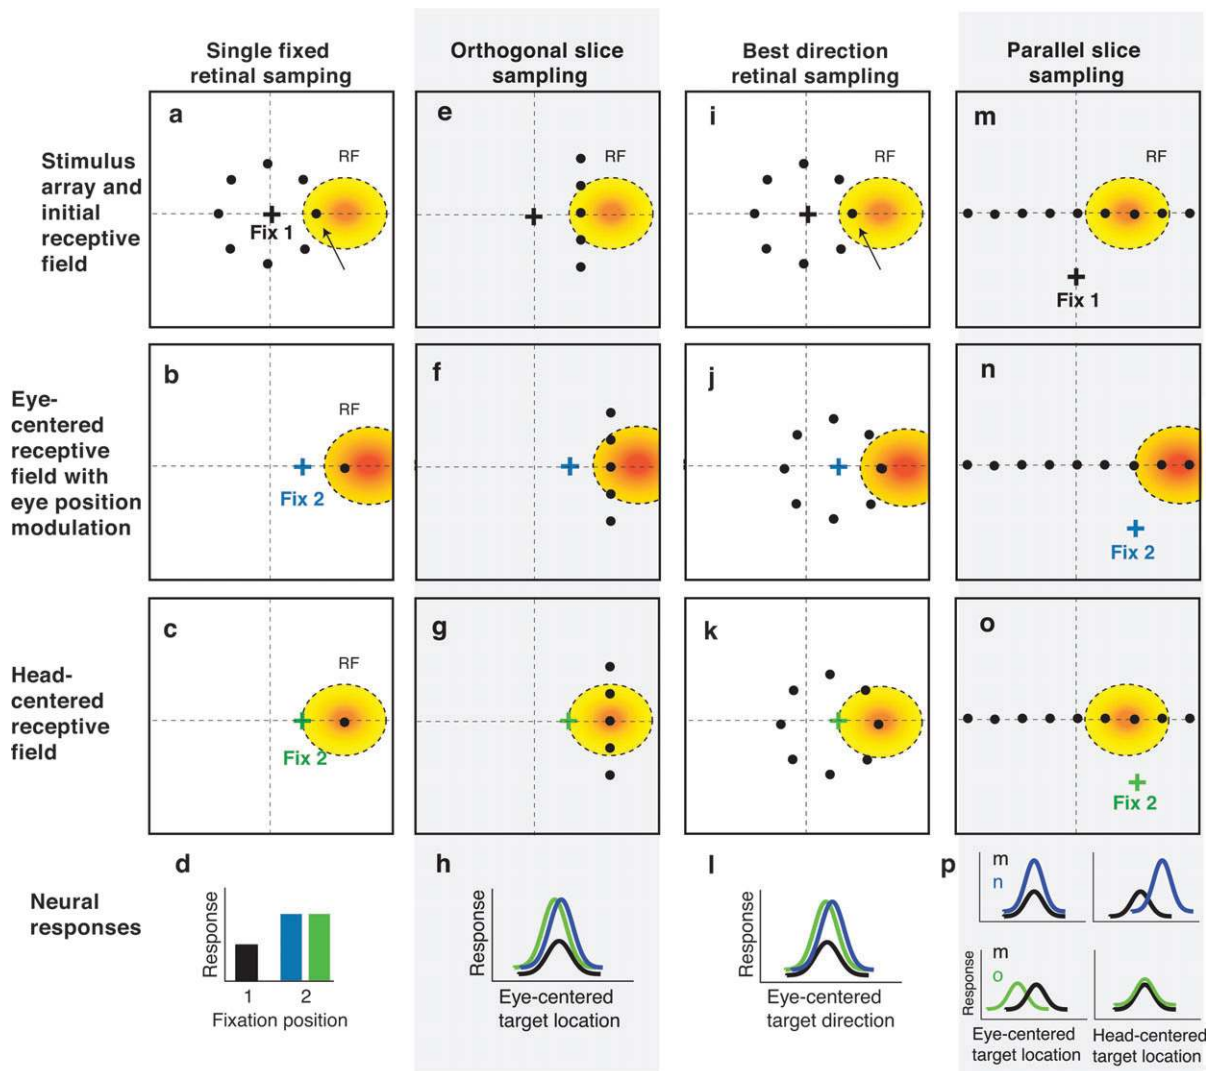 Single fixed
retinal samping
Orthogonal slice
sampling
Best direction
retinal sampling
Parallel slice
sampling
Stimulus
array and
initial
receptive
field
a
RF
Fix 1
e
RF
i
RF
m
RF
Fix 1
Eye-
centered
receptive
field with
eye position
modulation
b
RF
Fix 2
f
j
n
Fix 2
Head-
centered
receptive
field
c
RF
Fix 2
g
k
o
Fix 2
Neural
responses
d
Response
1 2
Fixation position
h
Response
Eye-centered
target location
l
Response
Eye-centered
target direction
p
m
n
m
o
Response
Eye-centered
target location
Head-centered
target location